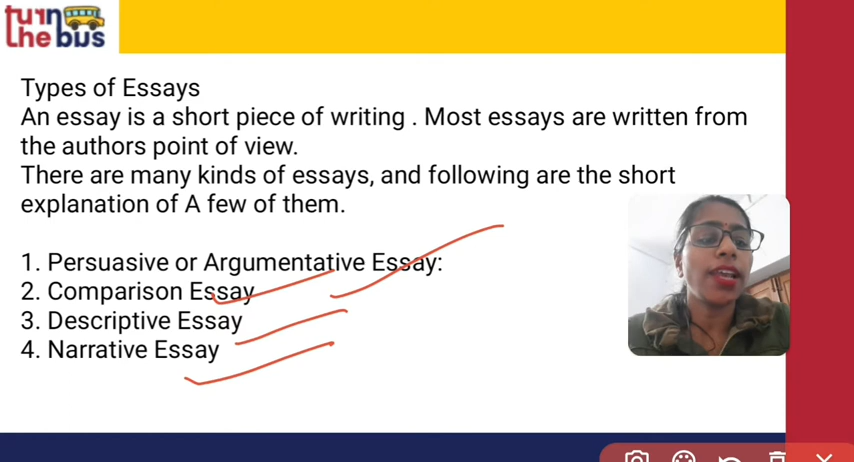 turn
the bus
Types of Essays
An essay is a short piece of writing . Most essays are written from
the authors point of view.
There are many kinds of essays, and following are the short
explanation of A few of them.
1. Persuasive or Argumentative Essay:
2. Comparison Essay
3. Descriptive Essay
4. Narrative Essay